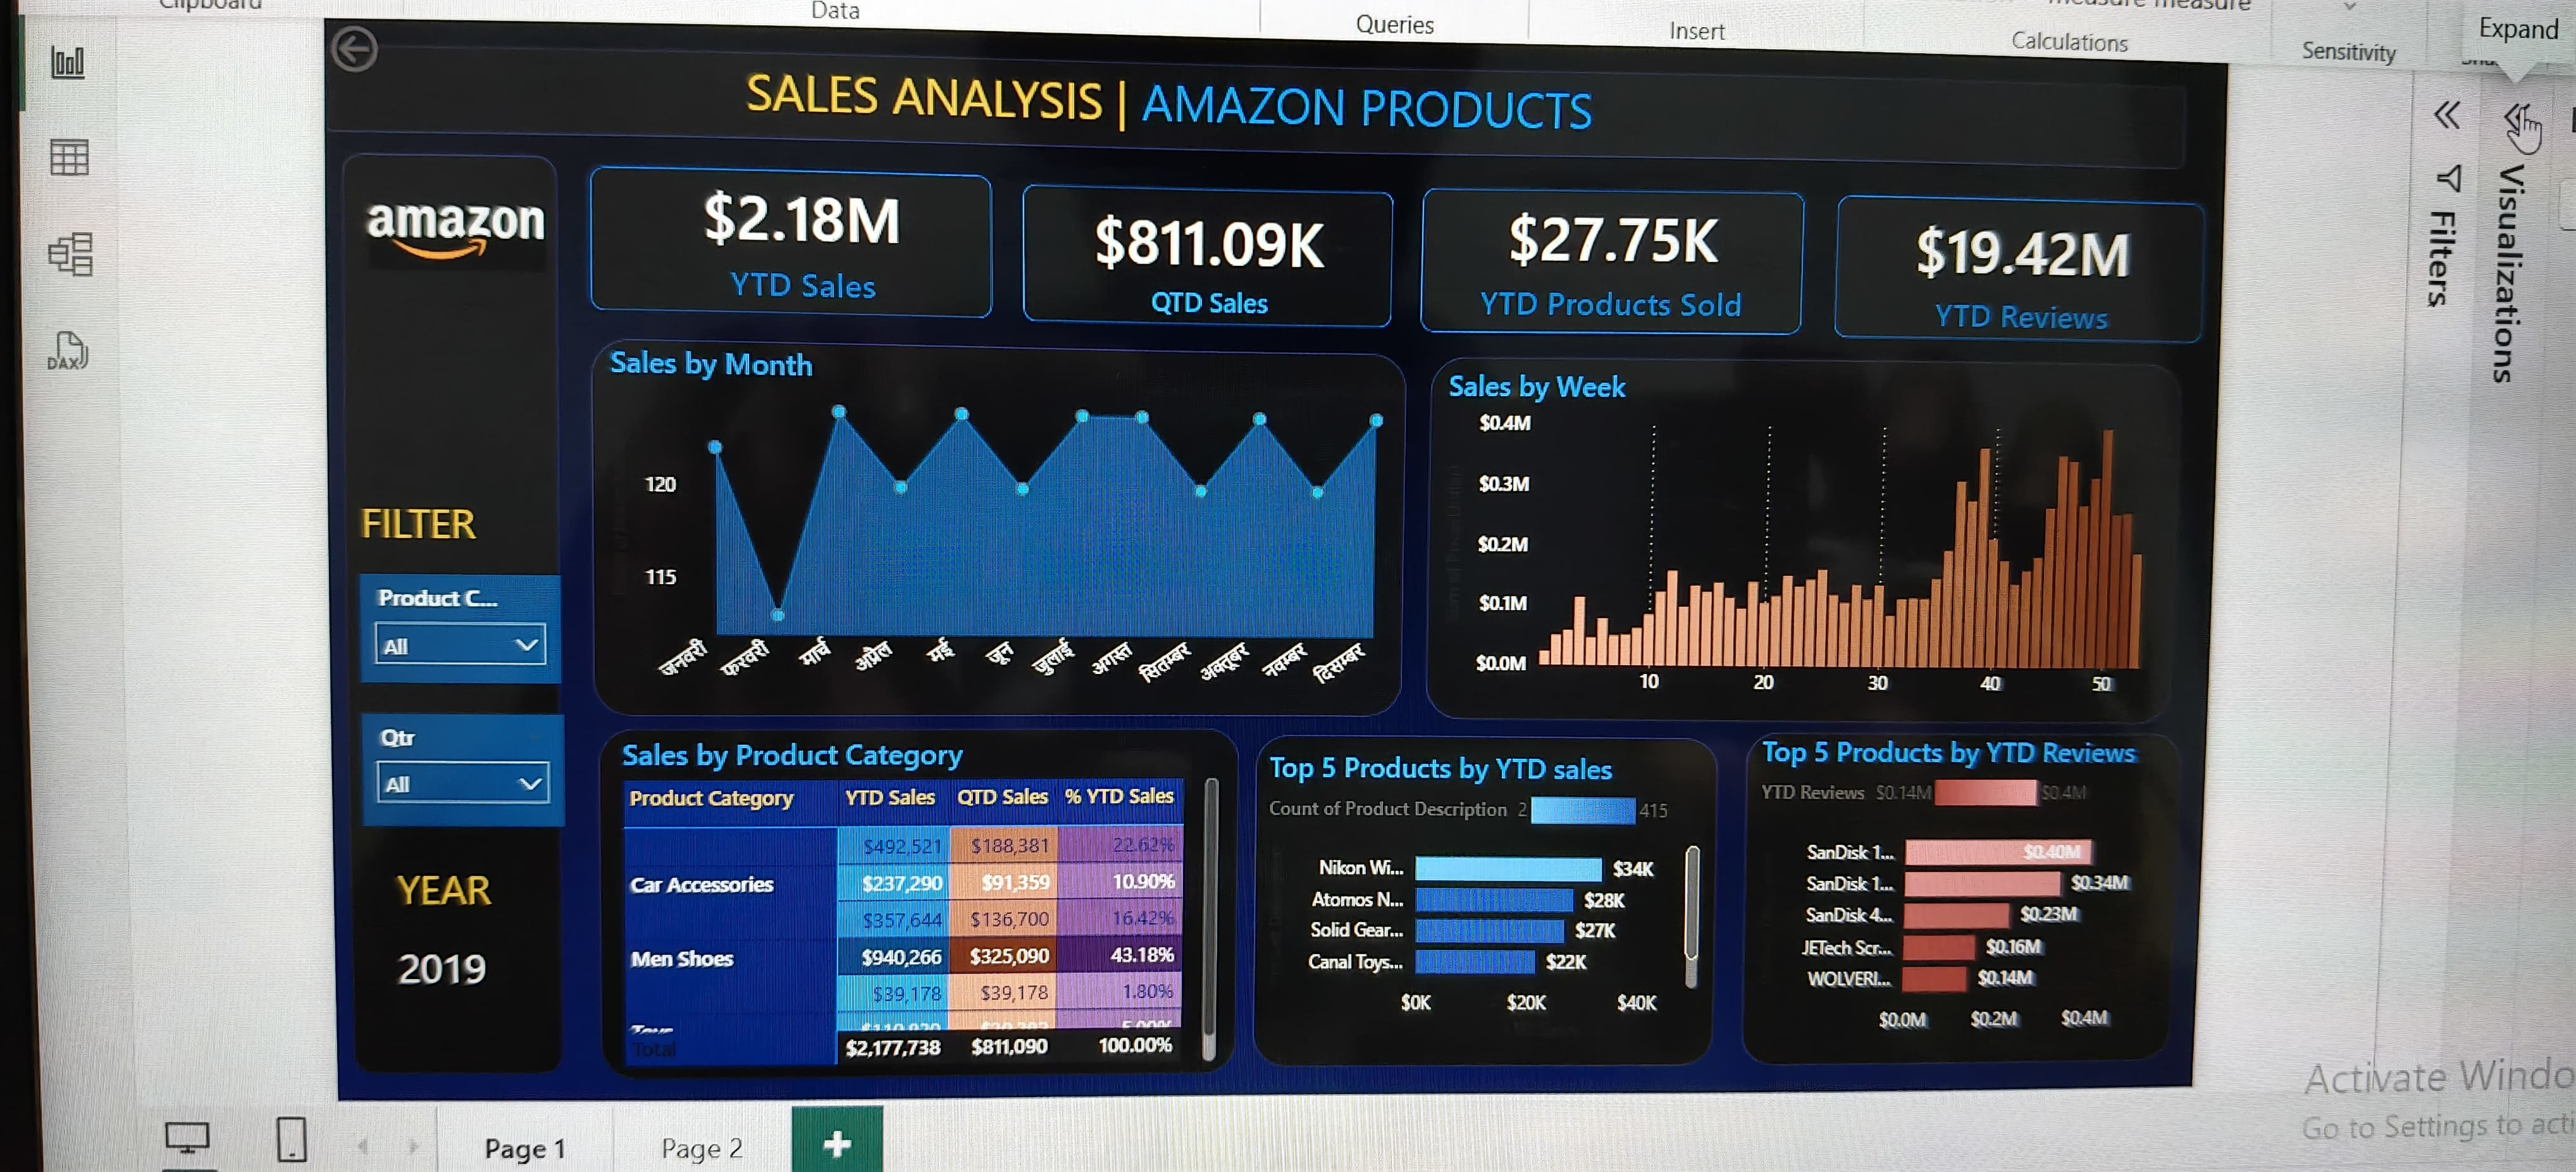 Clipboard
Data
Queries
Insert
Calculations
Sensitivity
Expand
Visualizations
Filters
DAX
SALES ANALYSIS | AMAZON PRODUCTS
amazon
$2.18M
YTD Sales
$811.09K
QTD Sales
$27.75K
YTD Products Sold
$19.42M
YTD Reviews
FILTER
Product C...
All
Qtr
All
YEAR
2019
Sales by Month
120
115
जनवरी फरवरी मार्च अप्रैल मई जून जुलाई अगस्त सितम्बर अक्तूबर नवम्बर दिसम्बर
Sales by Week
$0.4M
$0.3M
$0.2M
$0.1M
$0.0M
10 20 30 40 50
Sales by Product Category
Product Category YTD Sales QTD Sales % YTD Sales
$492,521 $188,381 22.62%
Car Accessories $237,290 $91,359 10.90%
$357,644 $136,700 16.42%
Men Shoes $940,266 $325,090 43.18%
$39,178 $39,178 1.80%
Total $2,177,738 $811,090 100.00%
Top 5 Products by YTD sales
Count of Product Description 2 415
Nikon Wi... $34K
Atomos N... $28K
Solid Gear... $27K
Canal Toys... $22K
$0K $20K $40K
Top 5 Products by YTD Reviews
YTD Reviews $0.14M $0.4M
SanDisk 1... $0.40M
SanDisk 1... $0.34M
SanDisk 4... $0.23M
JETech Scr... $0.16M
WOLVERI... $0.14M
$0.0M $0.2M $0.4M
Activate Windo
Go to Settings to acti
Page 1
Page 2